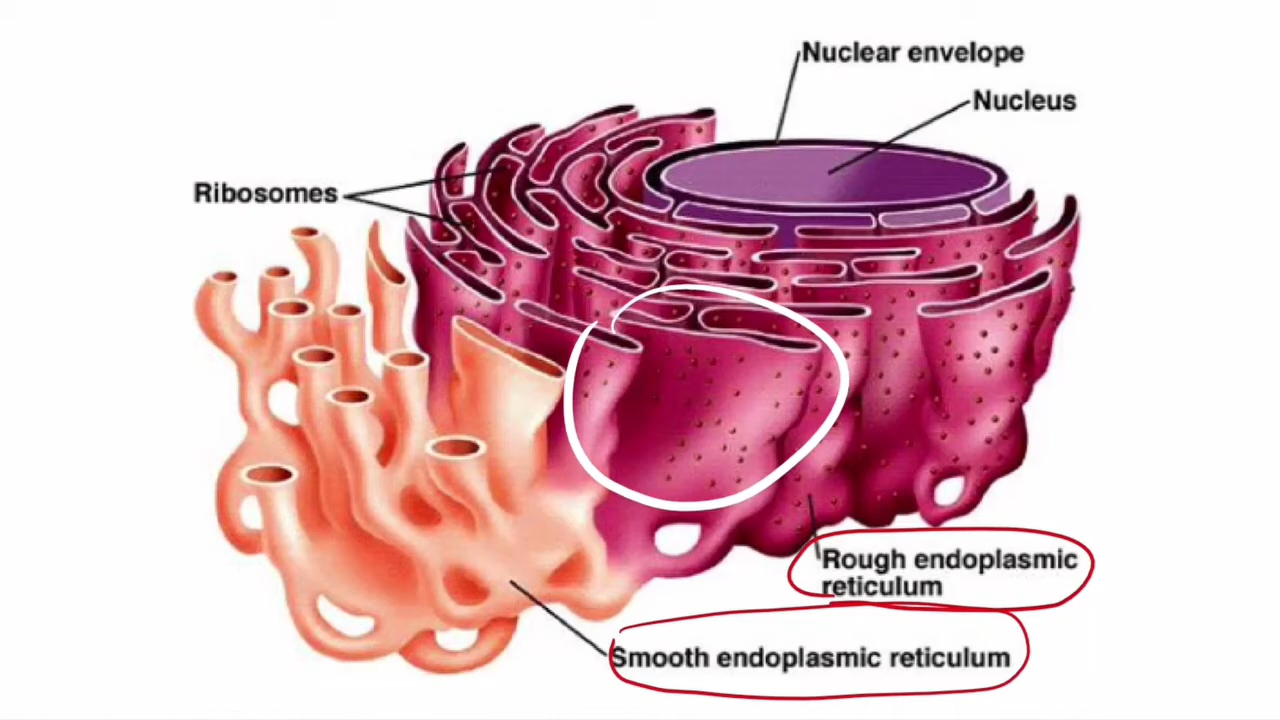 Nuclear envelope
Nucleus
Ribosomes
Rough endoplasmic
reticulum
Smooth endoplasmic reticulum